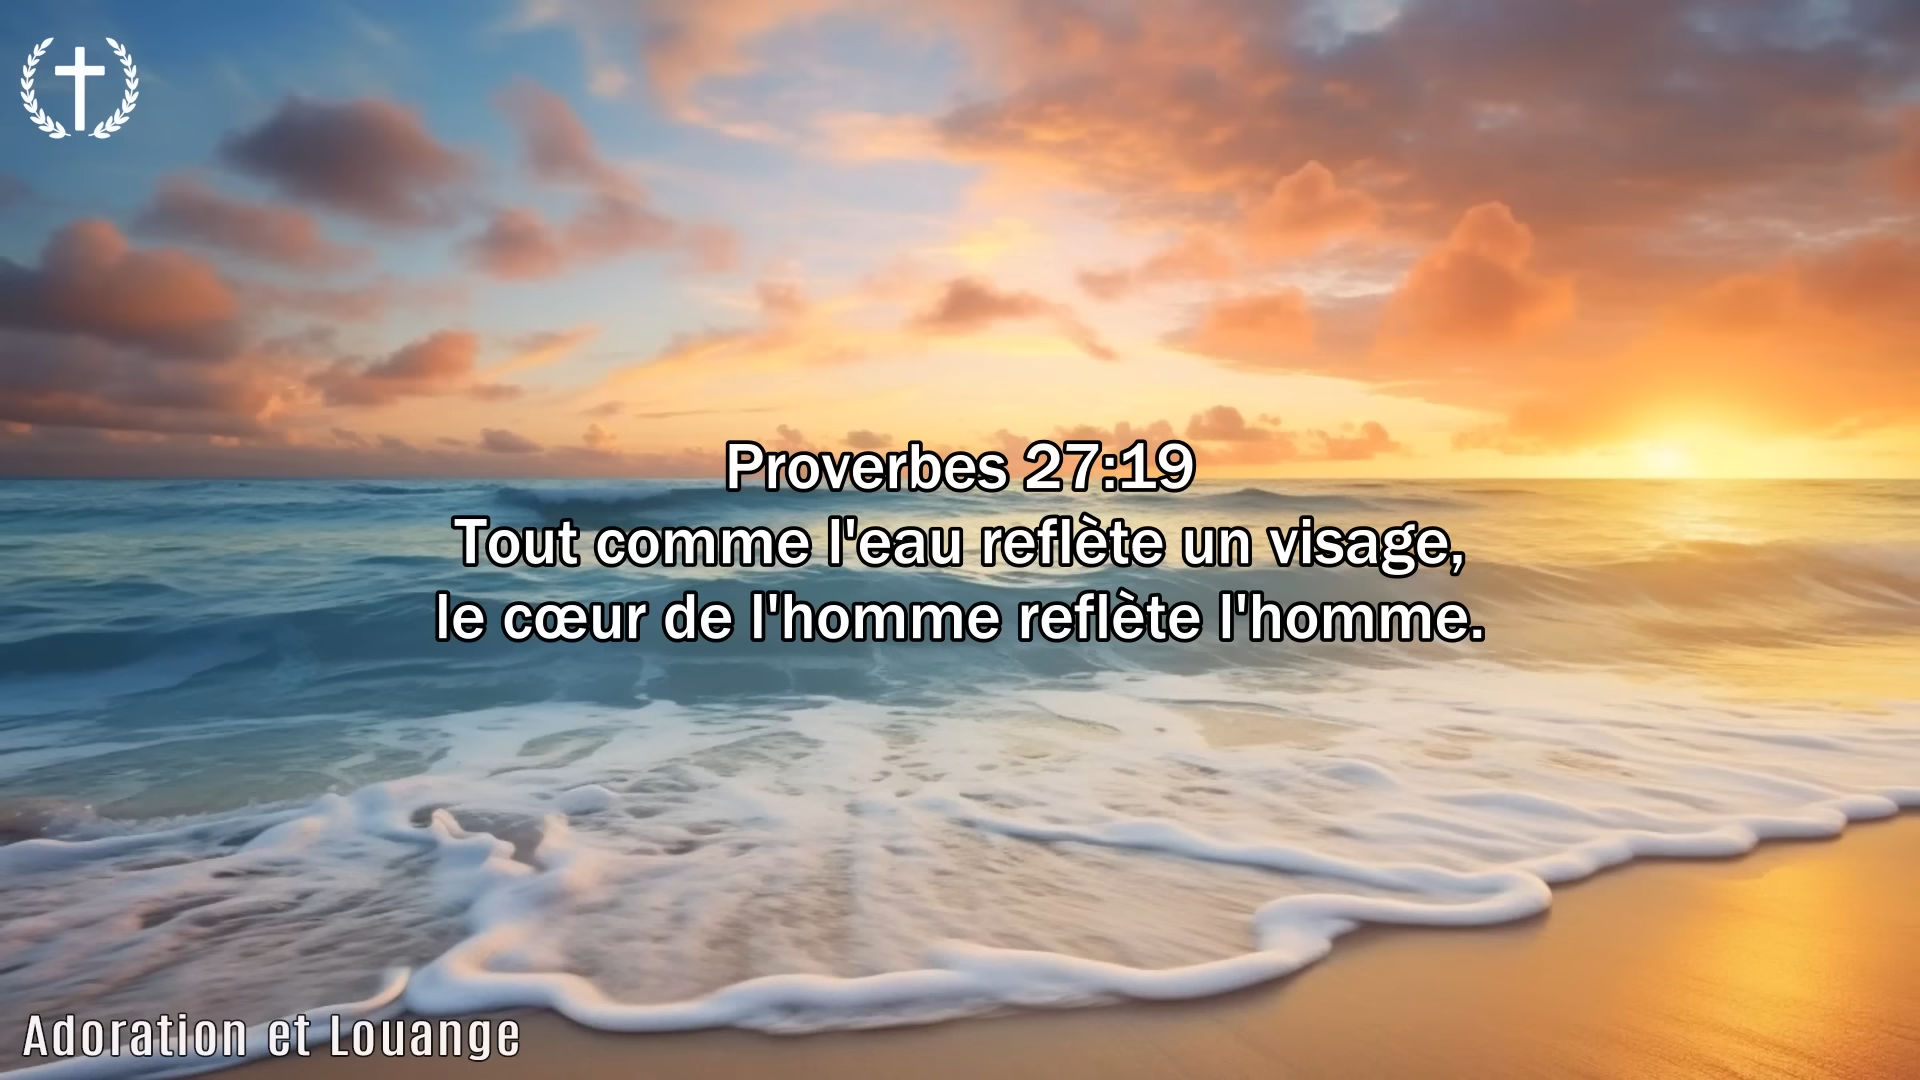 Proverbes 27:19
Tout comme l'eau reflète un visage,
le cœur de l'homme reflète l'homme.
Adoration et Louange